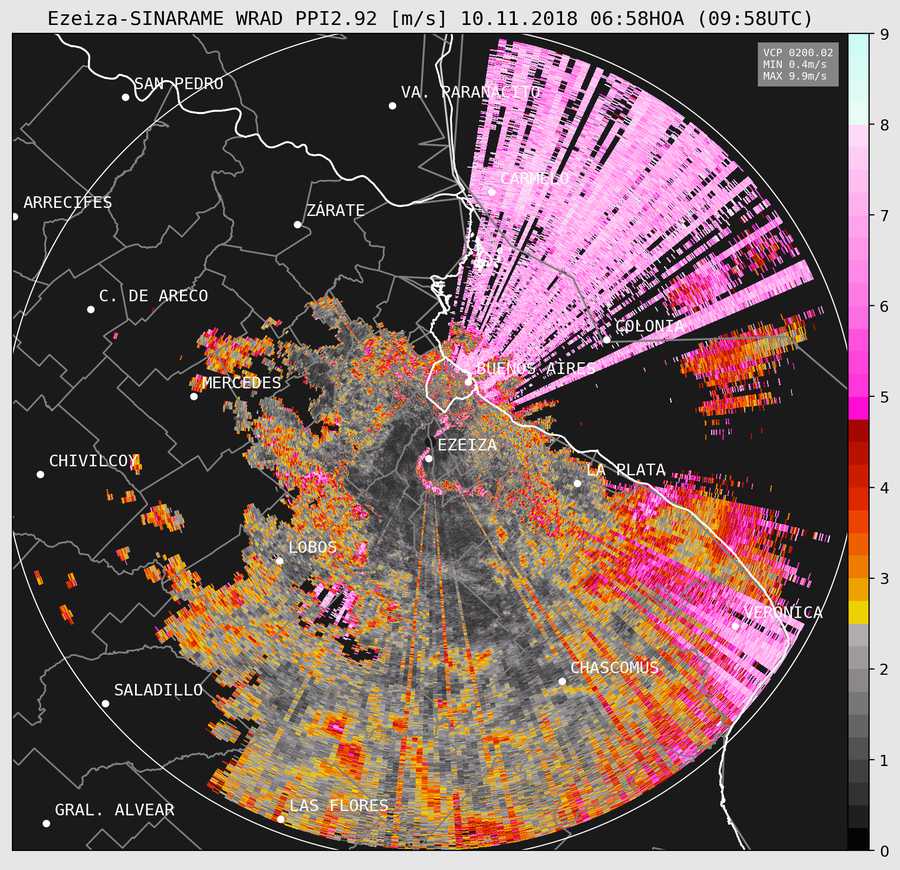 Ezeiza-SINARAME WRAD PPI2.92 [m/s] 10.11.2018 06:58HOA (09:58UTC)
VCP 0200.02
MIN 0.4m/s
MAX 9.9m/s
9
8
7
6
5
4
3
2
1
0
SAN PEDRO
VA. PARANACITO
CARMELO
ARRECIFES
ZÁRATE
C. DE ARECO
COLONIA
BUENOS AIRES
MERCEDES
EZEIZA
CHIVILCOY
LA PLATA
LOBOS
VERONICA
CHASCOMUS
SALADILLO
LAS FLORES
GRAL. ALVEAR